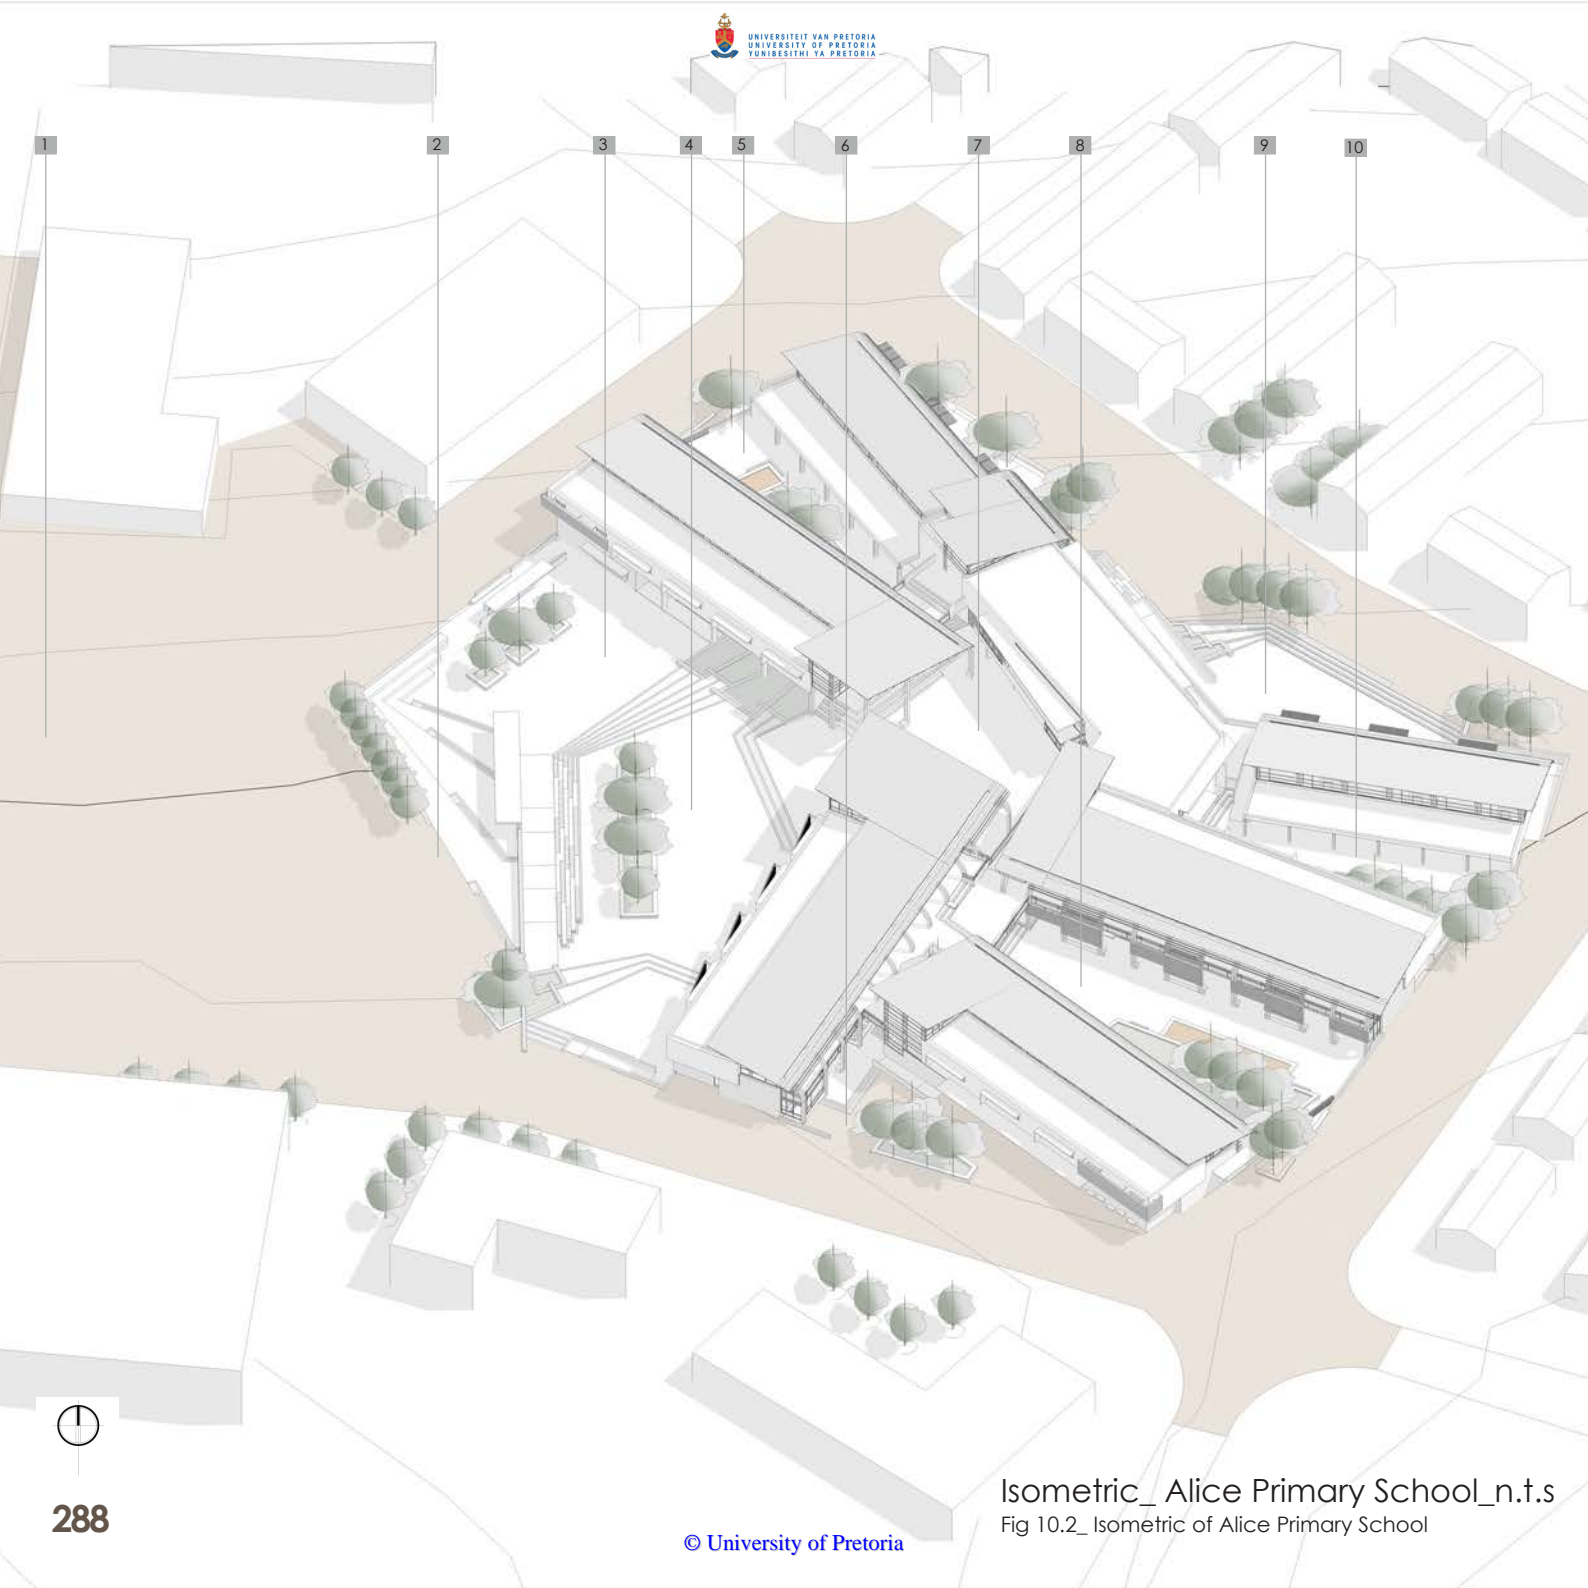 UNIVERSITEIT VAN PRETORIA
UNIVERSITY OF PRETORIA
YUNIBESITHI YA PRETORIA
1 2 3 4 5 6 7 8 9 10
288
Isometric_ Alice Primary School_n.t.s
Fig 10.2_ Isometric of Alice Primary School
© University of Pretoria